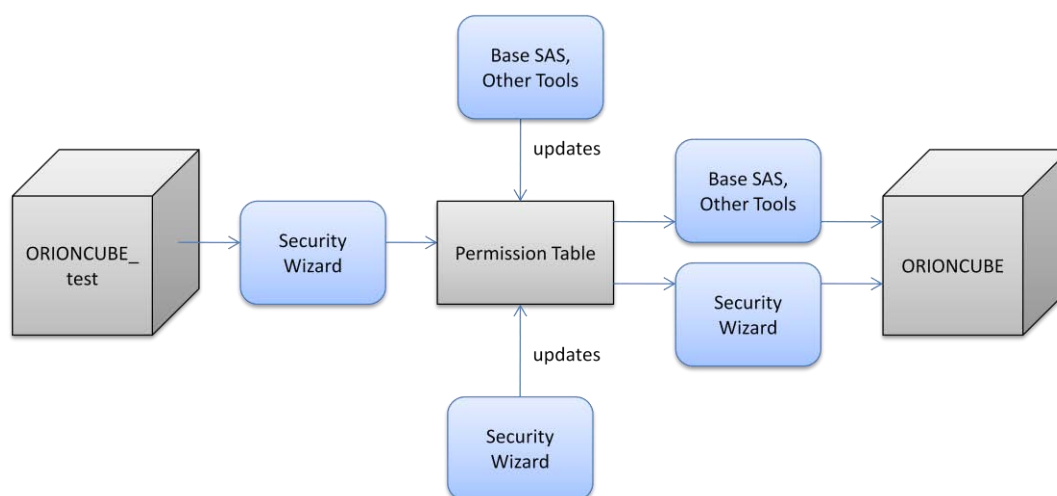 Base SAS,
Other Tools
updates
ORIONCUBE_
test
Security
Wizard
Permission Table
Base SAS,
Other Tools
Security
Wizard
ORIONCUBE
updates
Security
Wizard